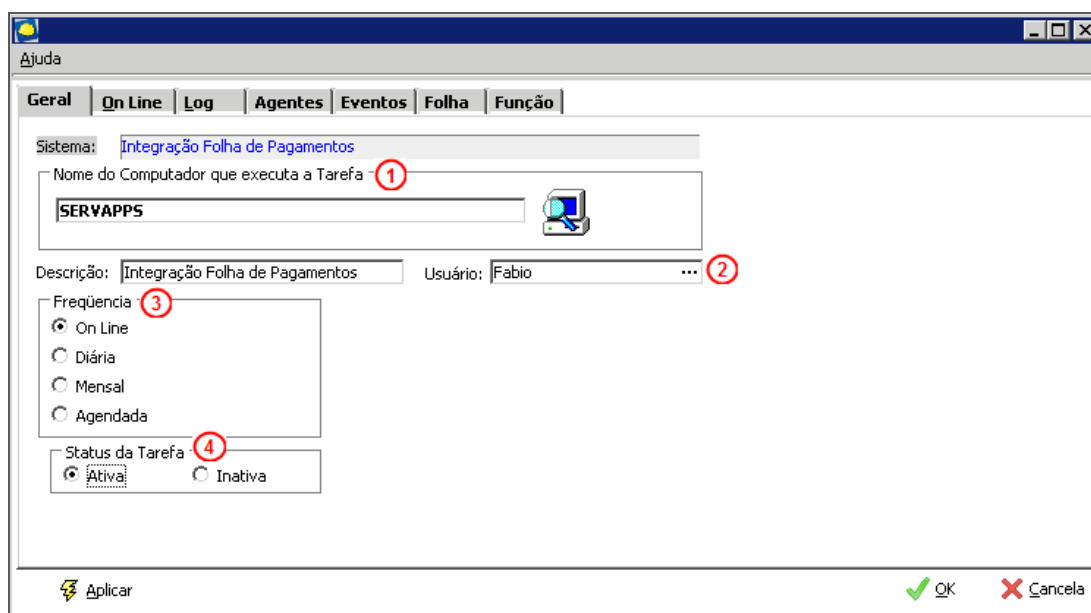 Ajuda
Geral On Line Log Agentes Eventos Folha Função
Sistema: Integração Folha de Pagamentos
Nome do Computador que executa a Tarefa 1
SERVAPPS
Descrição: Integração Folha de Pagamentos Usuário: Fabio ... 2
Freqüencia 3
On Line
Diária
Mensal
Agendada
Status da Tarefa 4
Ativa Inativa
Aplicar OK Cancela